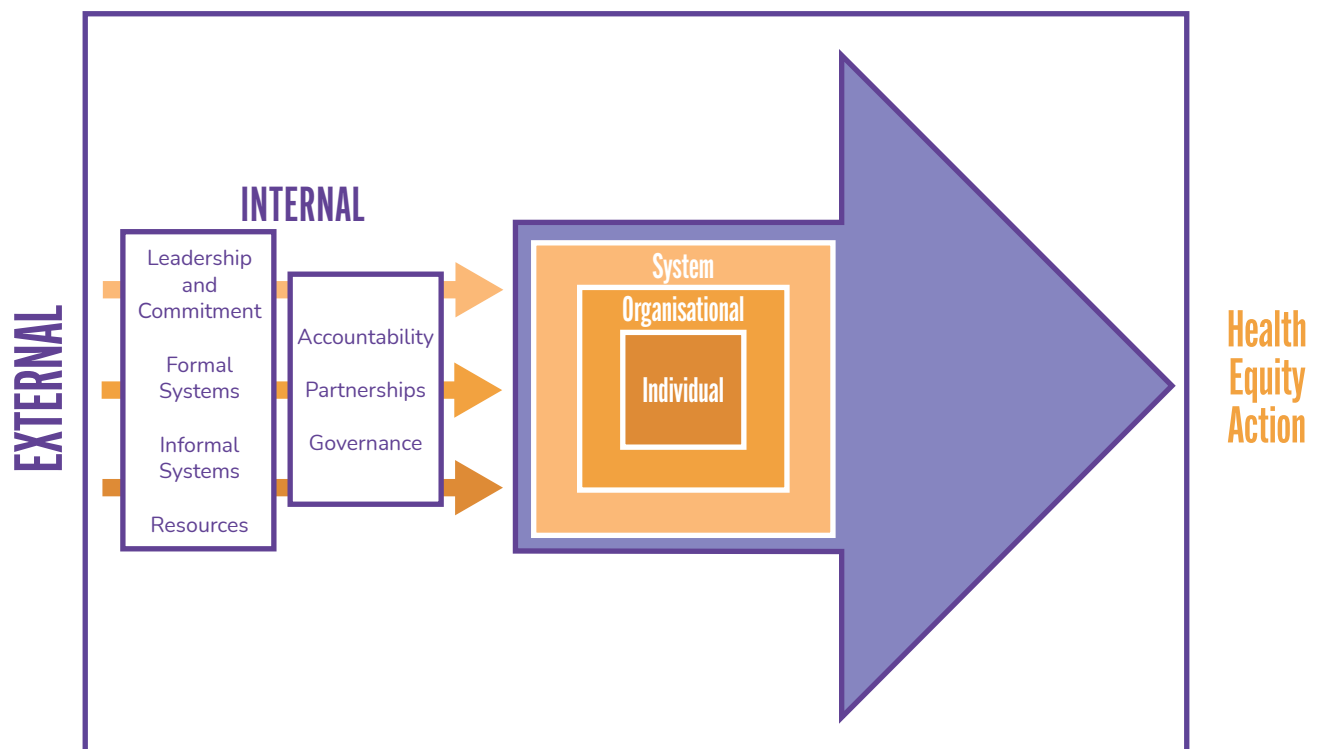 EXTERNAL
INTERNAL
Leadership
and
Commitment
Formal
Systems
Informal
Systems
Resources
Accountability
Partnerships
Governance
System
Organisational
Individual
Health
Equity
Action